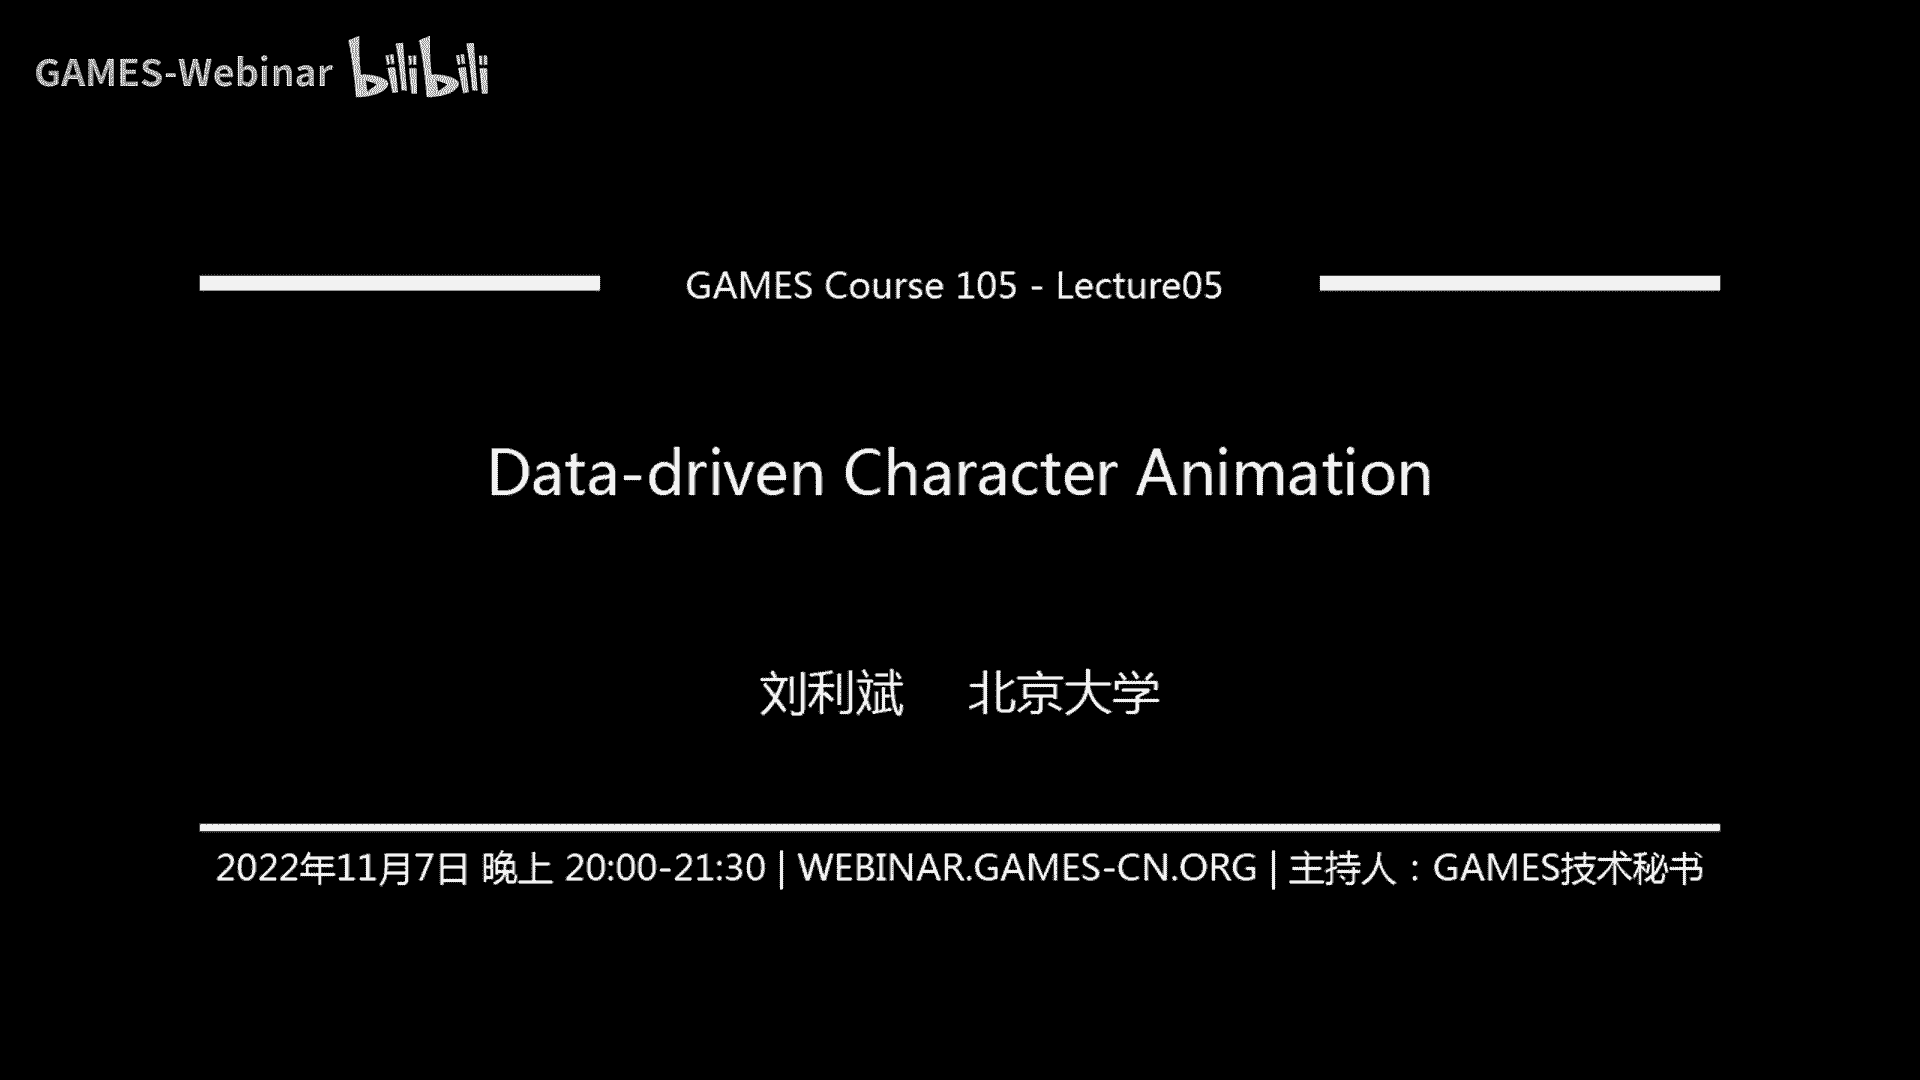 GAMES-Webinar bilibili
GAMES Course 105 - Lecture05
Data-driven Character Animation
刘利斌 北京大学
2022年11月7日 晚上 20:00-21:30 | WEBINAR.GAMES-CN.ORG | 主持人：GAMES技术秘书